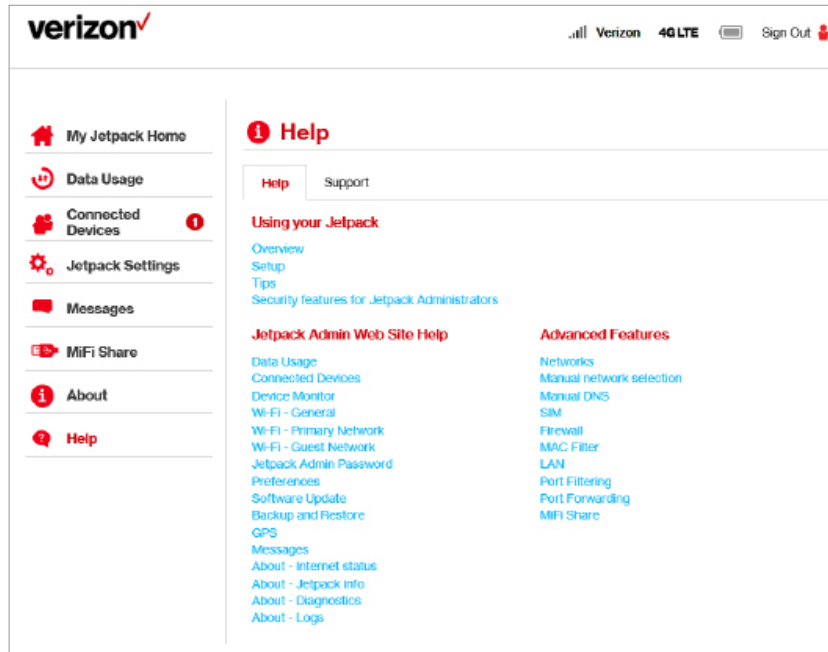 verizon
Verizon 4G LTE Sign Out
My Jetpack Home
Data Usage
Connected
Devices
1
Jetpack Settings
Messages
MiFi Share
About
Help
Help
Help Support
Using your Jetpack
Overview
Setup
Tips
Security features for Jetpack Administrators
Jetpack Admin Web Site Help
Data Usage
Connected Devices
Device Monitor
Wi-Fi - General
Wi-Fi - Primary Network
Wi-Fi - Guest Network
Jetpack Admin Password
Preferences
Software Update
Backup and Restore
GPS
Messages
About - Internet status
About - Jetpack info
About - Diagnostics
About - Logs
Advanced Features
Networks
Manual network selection
Manual DNS
SIM
Firewall
MAC Filter
LAN
Port Filtering
Port Forwarding
MiFi Share